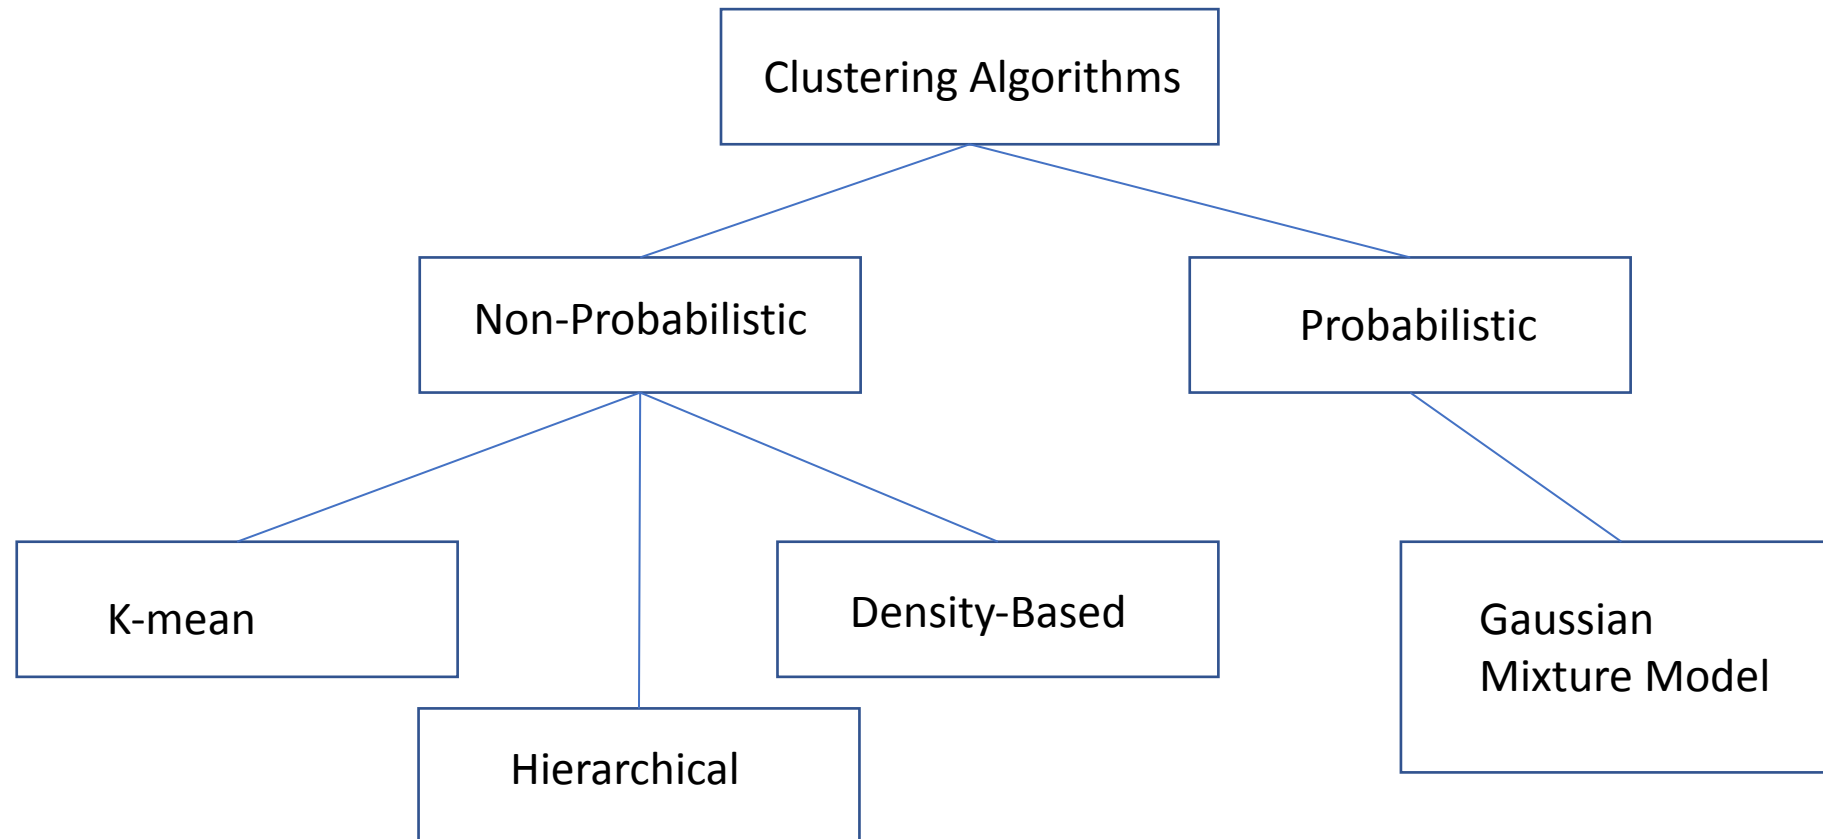 Clustering Algorithms
Non-Probabilistic
Probabilistic
K-mean
Density-Based
Gaussian
Mixture Model
Hierarchical